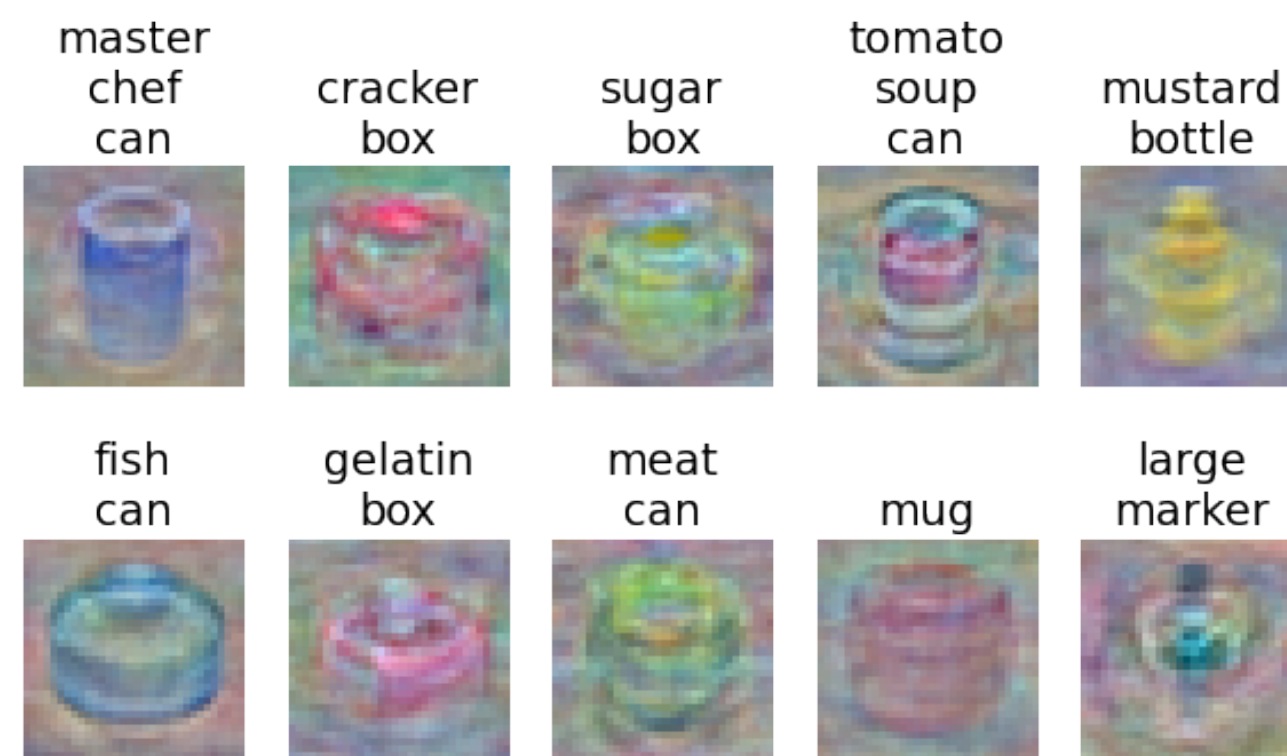 master
chef
can
cracker
box
sugar
box
tomato
soup
can
mustard
bottle
fish
can
gelatin
box
meat
can
mug
large
marker